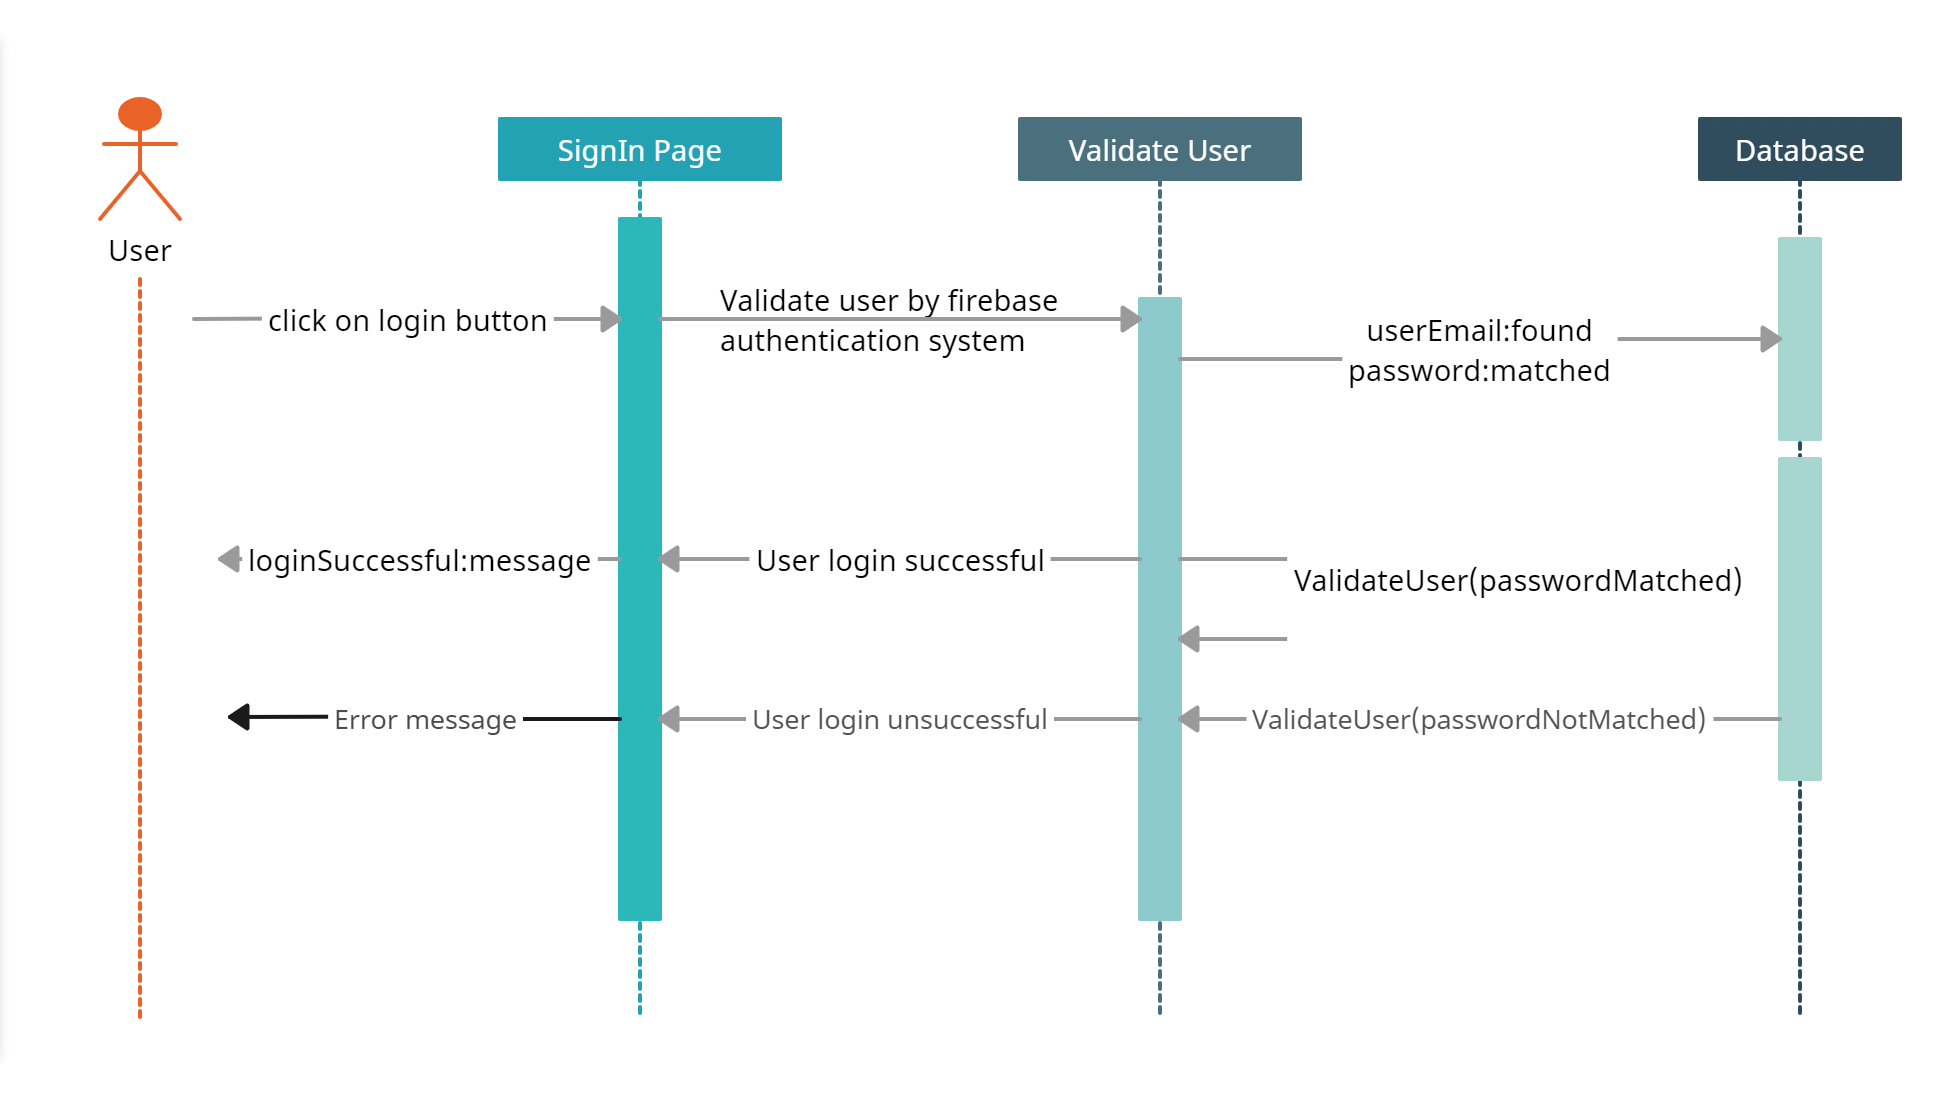 SignIn Page
Validate User
Database
User
click on login button
Validate user by firebase
authentication system
userEmail:found
password:matched
loginSuccessful:message
User login successful
ValidateUser(passwordMatched)
Error message
User login unsuccessful
ValidateUser(passwordNotMatched)